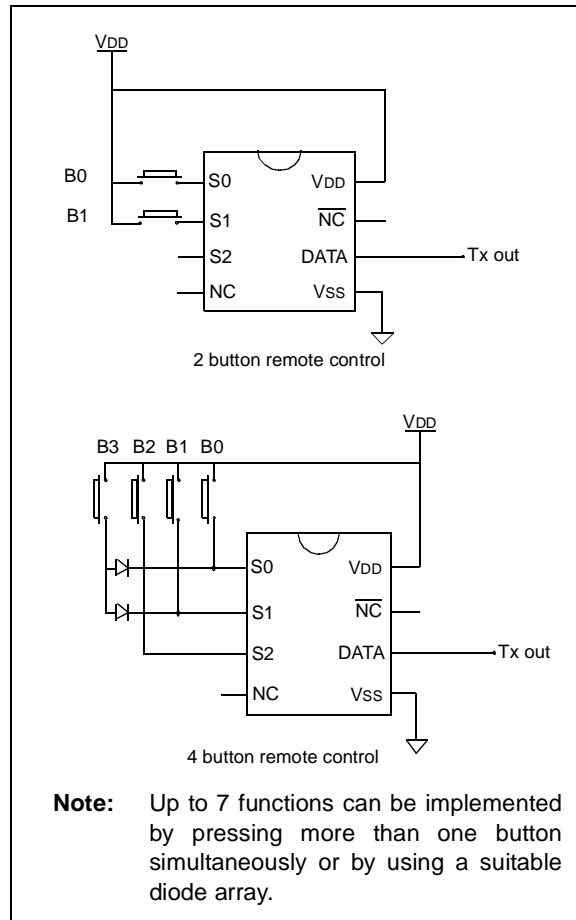 VDD
B0
B1
S0
S1
S2
NC
VDD
NC
DATA
VSS
Tx out
2 button remote control
VDD
B3 B2 B1 B0
S0
S1
S2
NC
VDD
NC
DATA
VSS
Tx out
4 button remote control
Note: Up to 7 functions can be implemented
by pressing more than one button
simultaneously or by using a suitable
diode array.